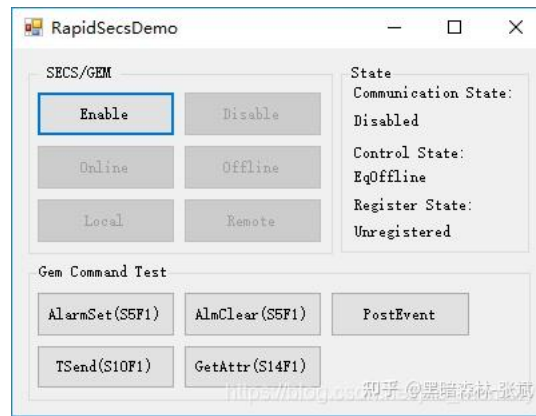 RapidSecsDemo
SECS/GEM
Enable
Disable
Online
Offline
Local
Remote
State
Communication State:
Disabled
Control State:
EqOffline
Register State:
Unregistered
Gem Command Test
AlarmSet(S5F1)
AlmClear(S5F1)
PostEvent
TSend(S10F1)
GetAttr(S14F1)
知乎 @黑暗森林-张斌